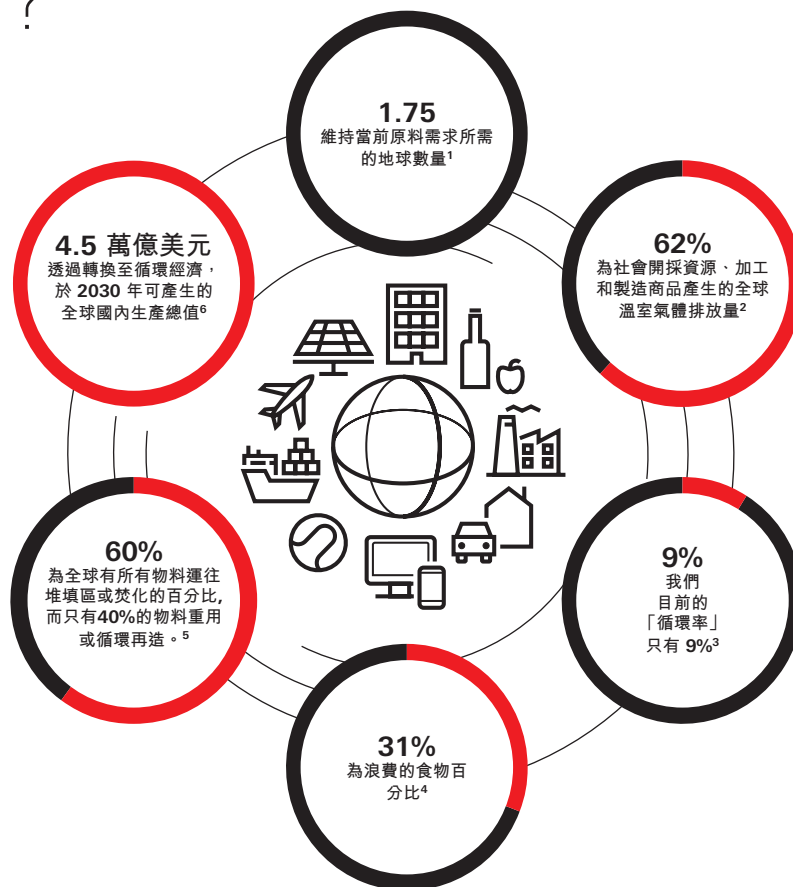 ?
1.75
維持當前原料需求所需
的地球數量¹
4.5 萬億美元
透過轉換至循環經濟，
於 2030 年可產生的
全球國內生產總值⁶
62%
為社會開採資源、加工
和製造商品產生的全球
溫室氣體排放量²
60%
為全球有所有物料運往
堆填區或焚化的百分比,
而只有40%的物料重用
或循環再造。⁵
9%
我們
目前的
「循環率」
只有 9%³
31%
為浪費的食物百
分比⁴